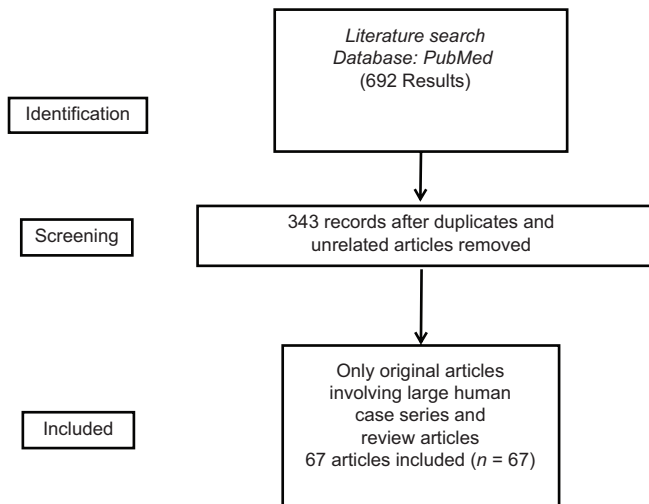 Literature search
Database: PubMed
(692 Results)
Identification
343 records after duplicates and
unrelated articles removed
Screening
Only original articles
involving large human
case series and
review articles
67 articles included (n = 67)
Included